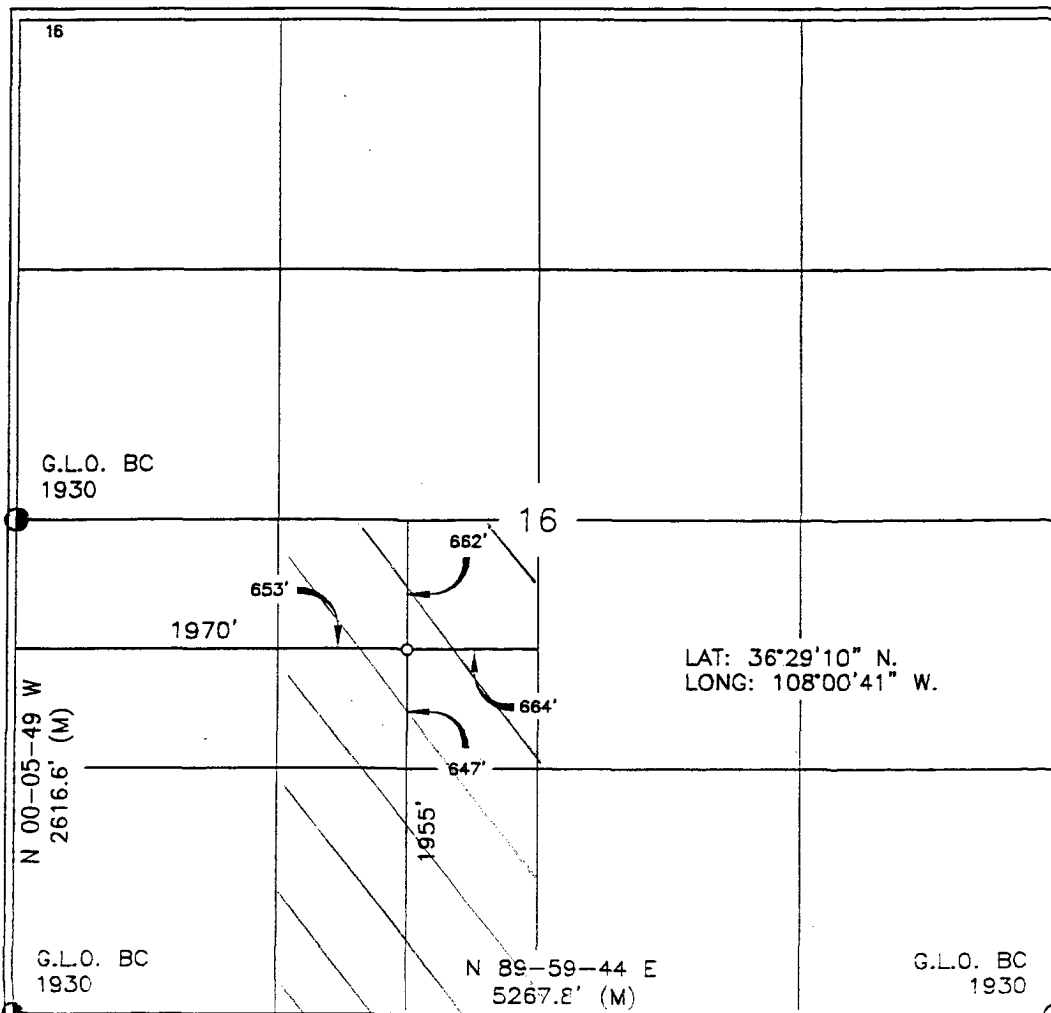 16
G.L.O. BC
1930
16
662'
653'
1970'
LAT: 36°29'10" N.
LONG: 108°00'41" W.
664'
647'
N 00-05-49 W
2616.6' (M)
1955'
G.L.O. BC
1930
N 89-59-44 E
5267.8' (M)
G.L.O. BC
1930